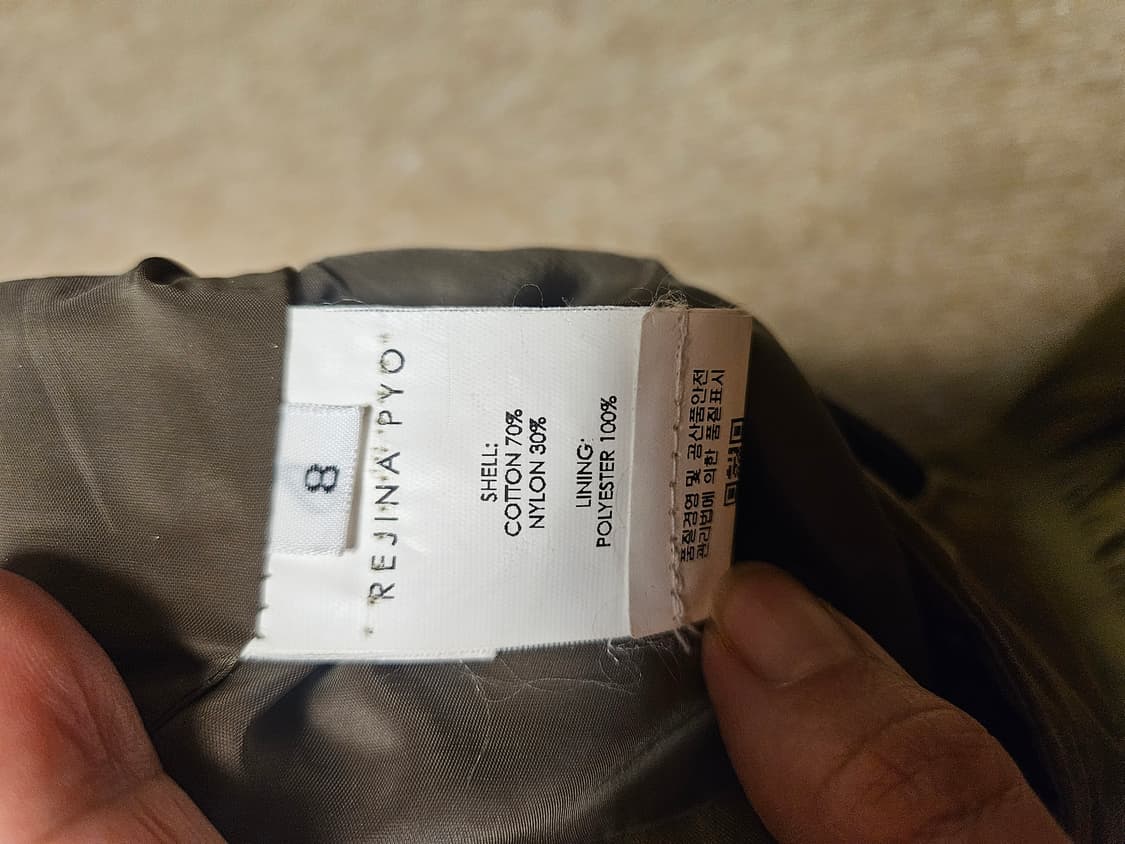 8
REJINA PYO
SHELL:
COTTON 70%
NYLON 30%
LINING:
POLYESTER 100%
품질경영 및 공산품안전
관리법에 의한 품질표시